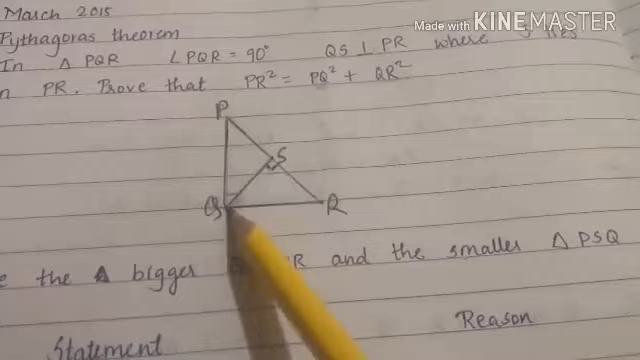 March 2015
Made with KINEMASTER
Pythagoras theorem
In Δ PQR ∠PQR = 90° QS ⊥ PR where
PR. Prove that PR² = PQ² + QR²
P
S
Q R
the Δ bigger and the smaller Δ PSQ
Reason
Statement